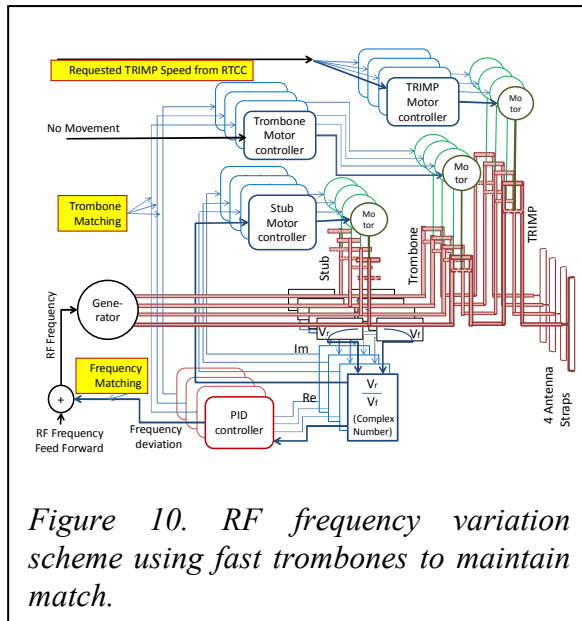 Requested TRIMP Speed from RTCC
TRIMP
Motor
controller
Mo
tor
No Movement
Trombone
Motor
controller
Mo
tor
Trombone
Matching
Stub
Motor
controller
Mo
tor
Stub
Trombone
TRIMP
Gene-
rator
RF Frequency
Vr
Vf
Im
Frequency
Matching
Re
Vr
Vf
(Complex
Number)
PID
controller
+
RF Frequency
Feed Forward
Frequency
deviation
4 Antenna
Straps
Figure 10. RF frequency variation
scheme using fast trombones to maintain
match.